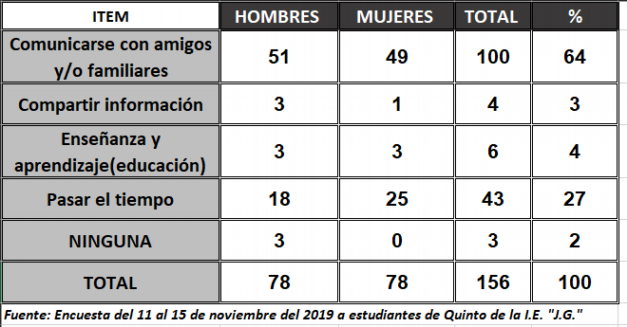 ITEM HOMBRES MUJERES TOTAL %
Comunicarse con amigos
y/o familiares 51 49 100 64
Compartir información 3 1 4 3
Enseñanza y
aprendizaje(educación) 3 3 6 4
Pasar el tiempo 18 25 43 27
NINGUNA 3 0 3 2
TOTAL 78 78 156 100
Fuente: Encuesta del 11 al 15 de noviembre del 2019 a estudiantes de Quinto de la I.E. "J.G."